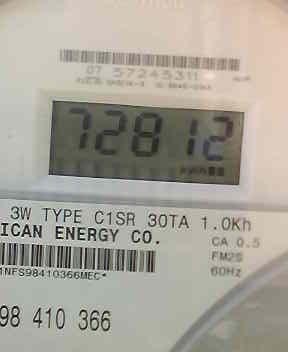 07 57245311
72812
3W TYPE C1SR 30TA 1.0Kh
ICAN ENERGY CO.
CA 0.5
FM2S
60Hz
1NFS98410366MEC*
98 410 366